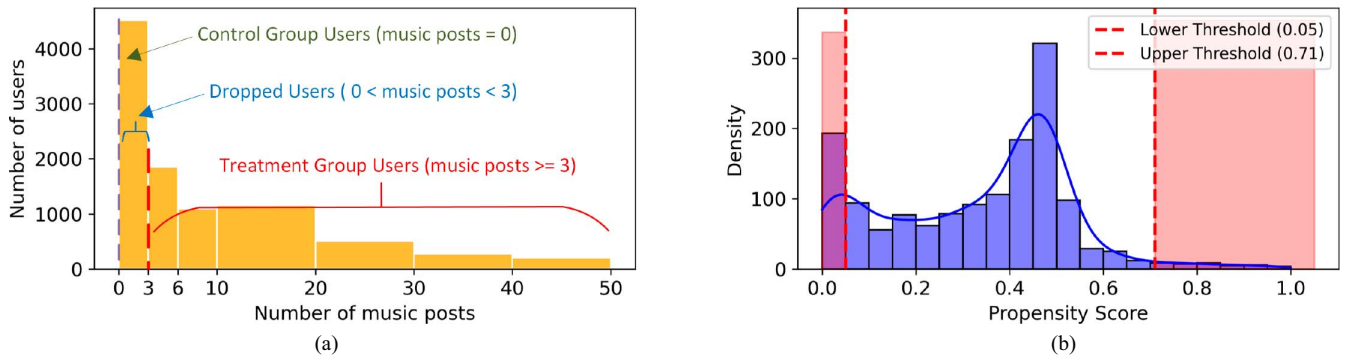 Number of users
4000
3000
2000
1000
0
Control Group Users (music posts = 0)
Dropped Users ( 0 < music posts < 3)
Treatment Group Users (music posts >= 3)
0 3 6 10 20 30 40 50
Number of music posts
(a)
Density
300
200
100
0
Lower Threshold (0.05)
Upper Threshold (0.71)
0.0 0.2 0.4 0.6 0.8 1.0
Propensity Score
(b)